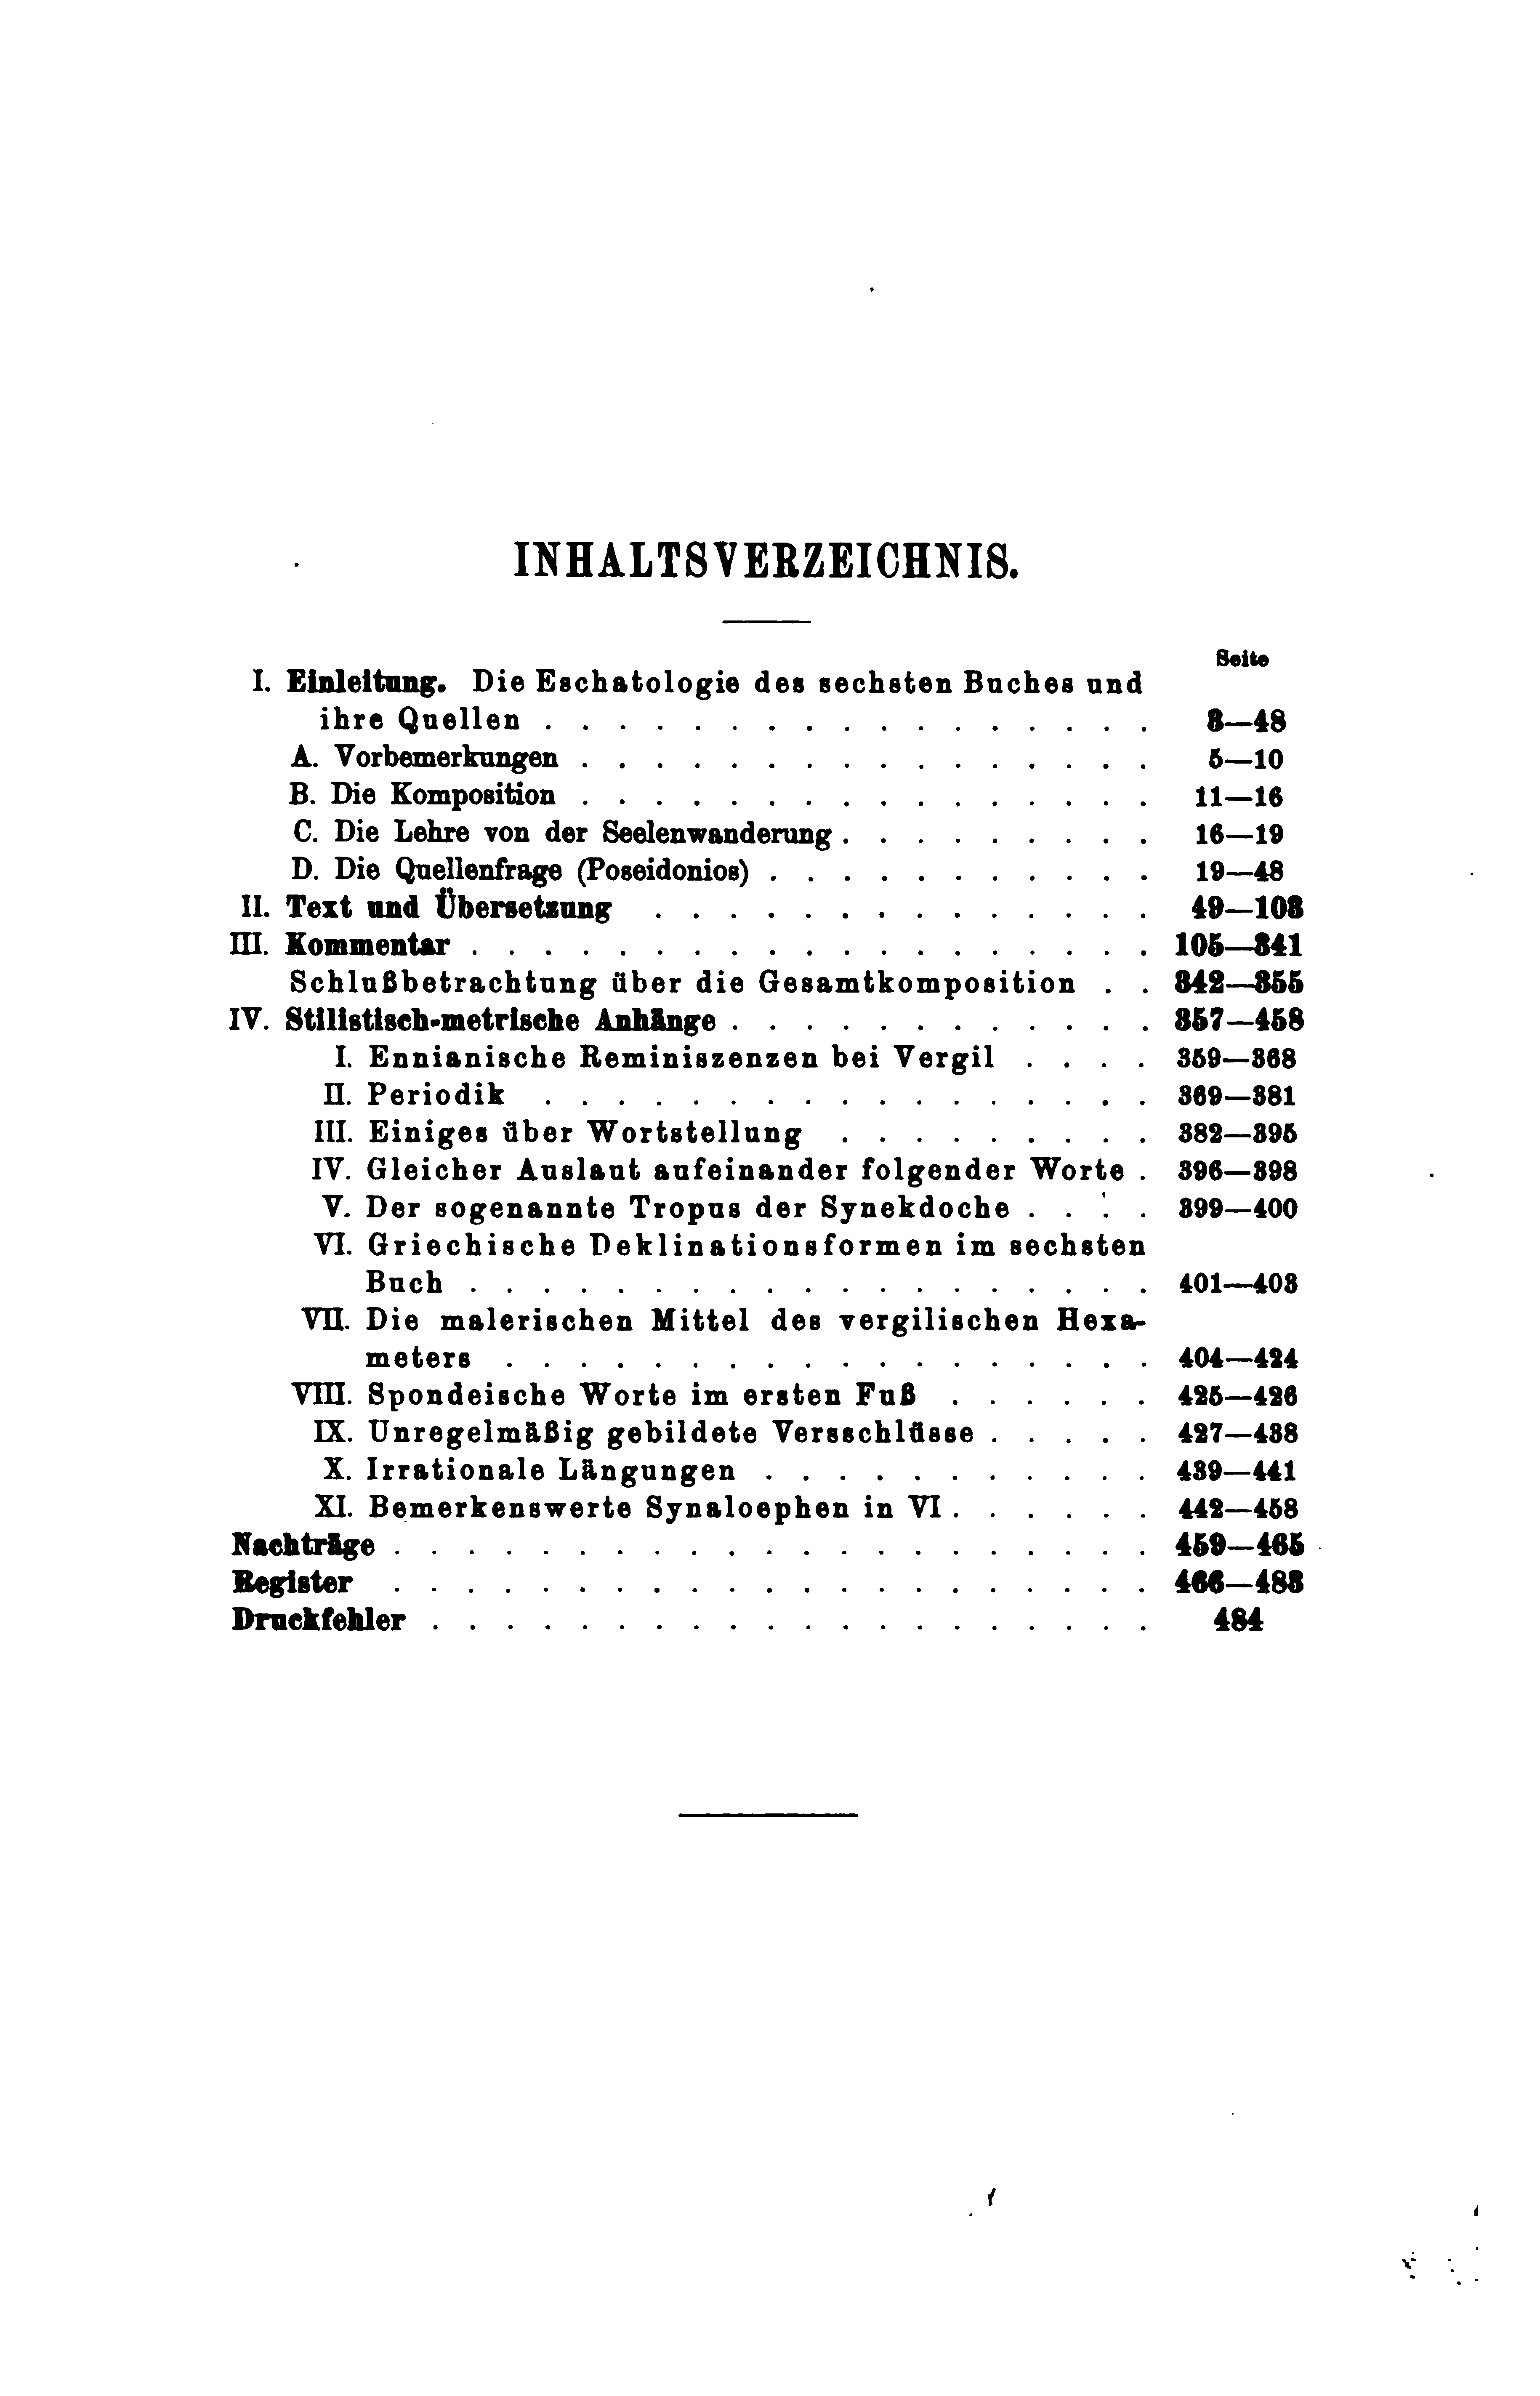 INHALTSVERZEICHNIS.
Seite
I. Einleitung. Die Eschatologie des sechsten Buches und
ihre Quellen . . . . . . . . . . . . . . . . . 3—48
A. Vorbemerkungen . . . . . . . . . . . . . . . . 5—10
B. Die Komposition . . . . . . . . . . . . . . . . 11—16
C. Die Lehre von der Seelenwanderung . . . . . . . . . 16—19
D. Die Quellenfrage (Poseidonios) . . . . . . . . . . . 19—48
II. Text und Übersetzung . . . . . . . . . . . . . . 49—103
III. Kommentar . . . . . . . . . . . . . . . . . . . 105—341
Schlußbetrachtung über die Gesamtkomposition . . 342—355
IV. Stilistisch-metrische Anhänge . . . . . . . . . . . . 357—458
I. Ennianische Reminiszenzen bei Vergil . . . . 359—368
II. Periodik . . . . . . . . . . . . . . . . . 369—381
III. Einiges über Wortstellung . . . . . . . . . 382—395
IV. Gleicher Auslaut aufeinander folgender Worte . 396—398
V. Der sogenannte Tropus der Synekdoche . . . . 399—400
VI. Griechische Deklinationsformen im sechsten
Buch . . . . . . . . . . . . . . . . . . . 401—403
VII. Die malerischen Mittel des vergilischen Hexa-
meters . . . . . . . . . . . . . . . . . . 404—424
VIII. Spondeische Worte im ersten Fuß . . . . . . 425—426
IX. Unregelmäßig gebildete Versschlüsse . . . . . 427—438
X. Irrationale Längungen . . . . . . . . . . . 439—441
XI. Bemerkenswerte Synaloephen in VI . . . . . . 442—458
Nachträge . . . . . . . . . . . . . . . . . . . . . 459—465
Register . . . . . . . . . . . . . . . . . . . . . 466—483
Druckfehler . . . . . . . . . . . . . . . . . . . . 484